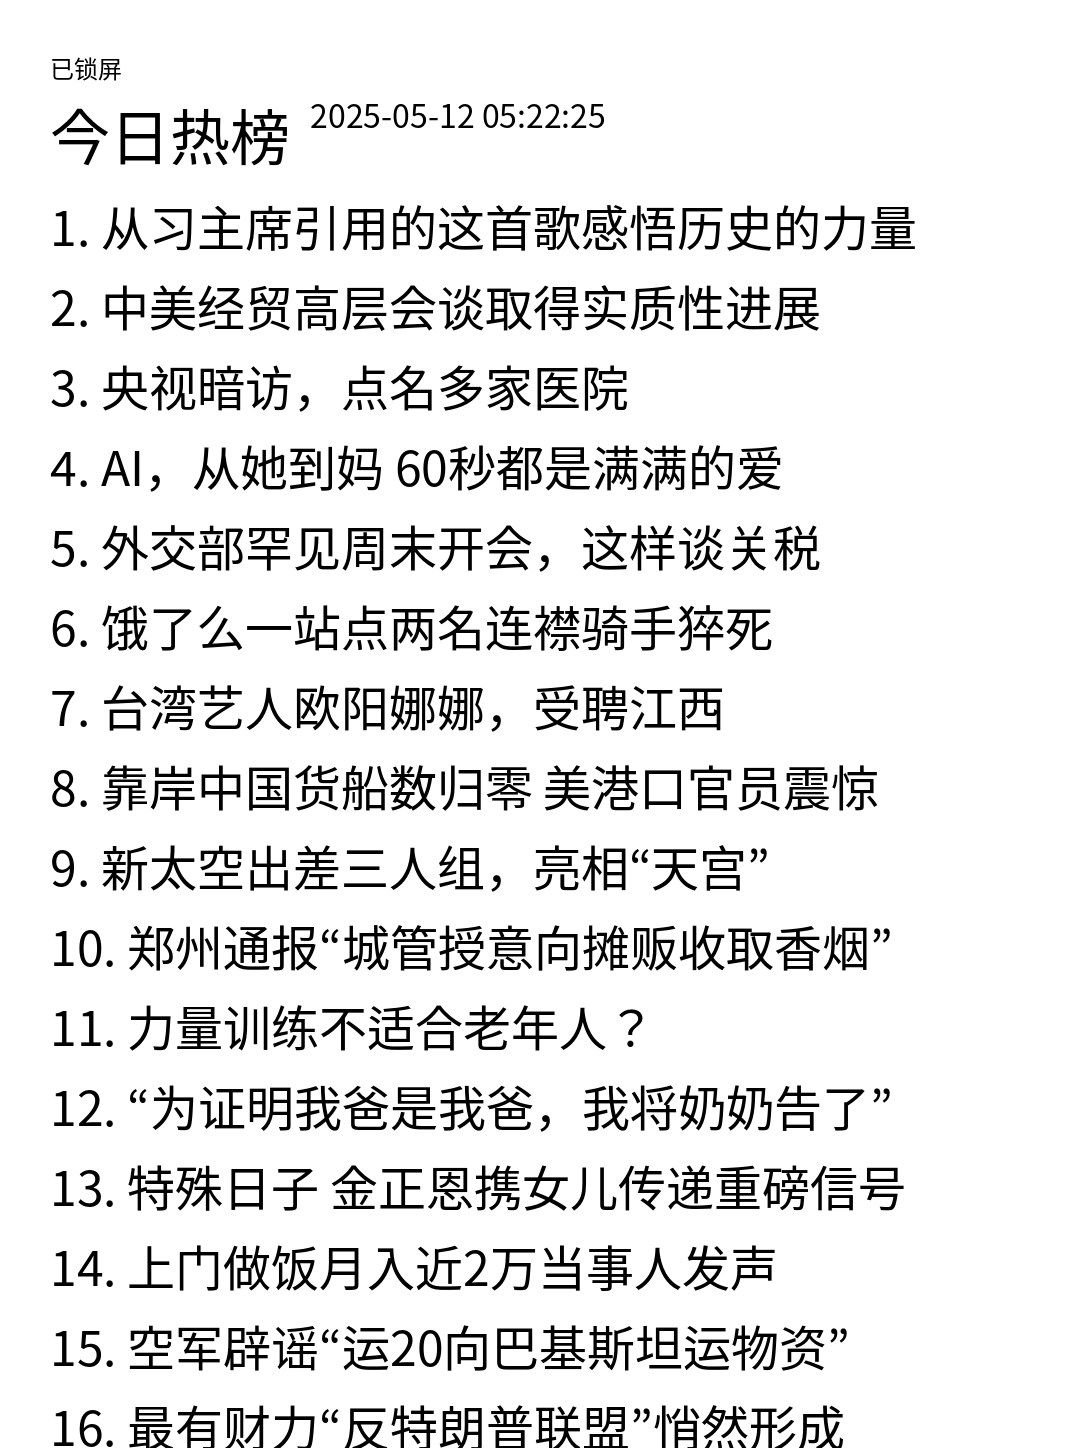 已锁屏
今日热榜 2025-05-12 05:22:25
1. 从习主席引用的这首歌感悟历史的力量
2. 中美经贸高层会谈取得实质性进展
3. 央视暗访，点名多家医院
4. AI，从她到妈 60秒都是满满的爱
5. 外交部罕见周末开会，这样谈关税
6. 饿了么一站点两名连襟骑手猝死
7. 台湾艺人欧阳娜娜，受聘江西
8. 靠岸中国货船数归零 美港口官员震惊
9. 新太空出差三人组，亮相“天宫”
10. 郑州通报“城管授意向摊贩收取香烟”
11. 力量训练不适合老年人？
12. “为证明我爸是我爸，我将奶奶告了”
13. 特殊日子 金正恩携女儿传递重磅信号
14. 上门做饭月入近2万当事人发声
15. 空军辟谣“运20向巴基斯坦运物资”
16. 最有财力“反特朗普联盟”悄然形成